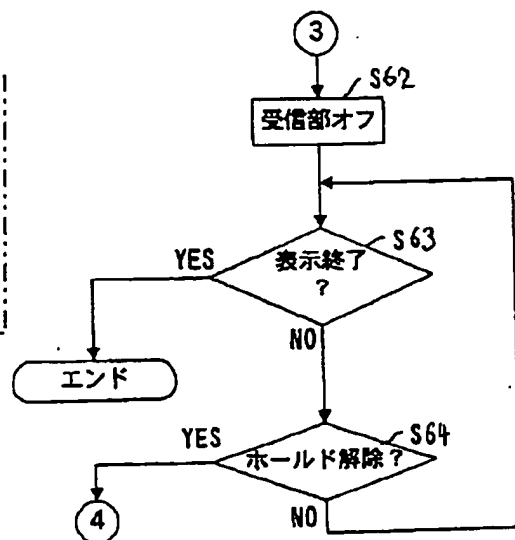 3
S62
受信部オフ
S63
YES
表示終了
?
NO
エンド
YES
S64
ホールド解除?
4
NO